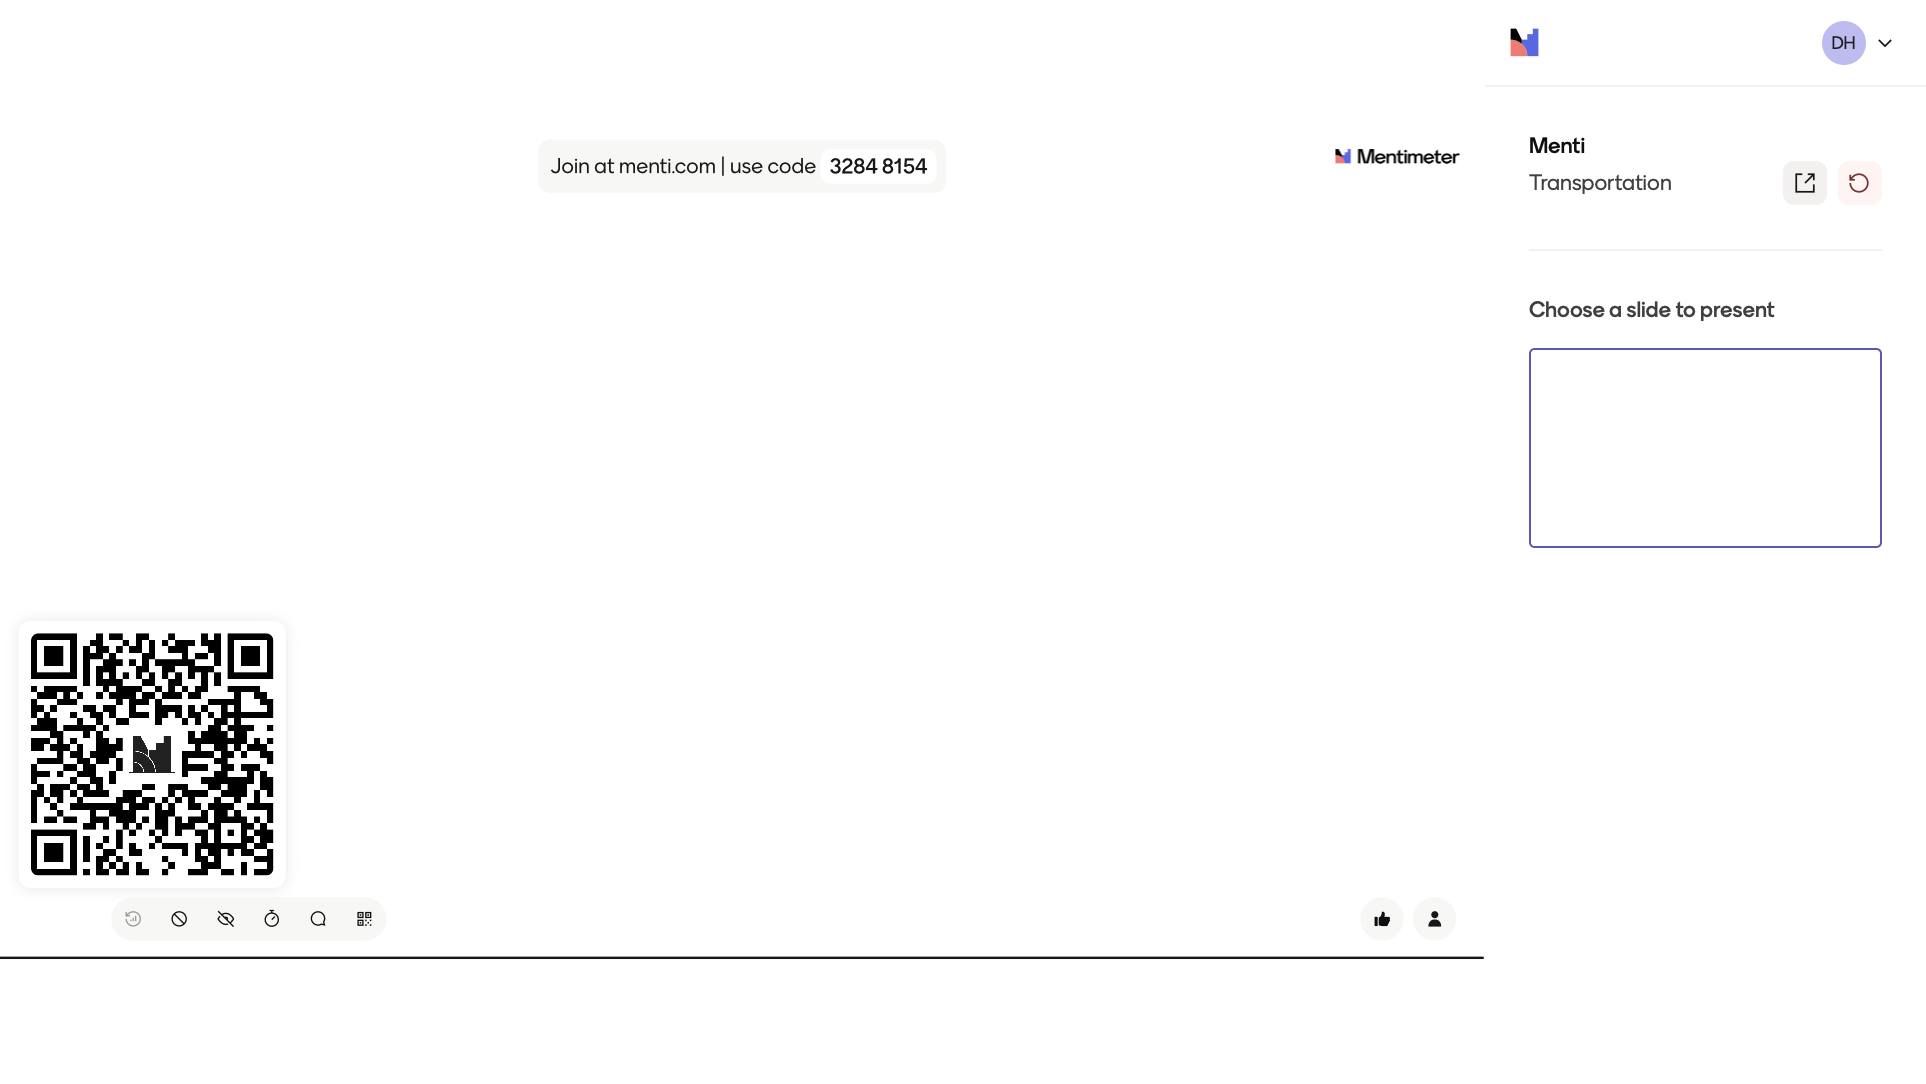 Join at menti.com | use code 3284 8154
Mentimeter
DH
Menti
Transportation
Choose a slide to present